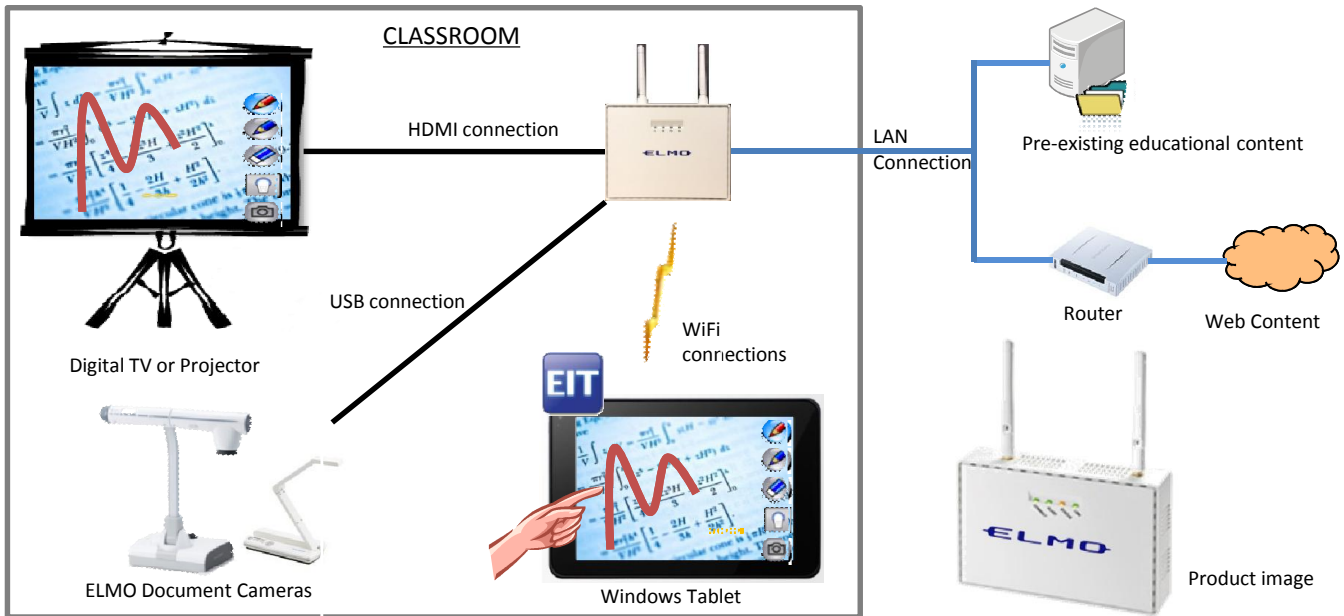 CLASSROOM
HDMI connection
ELMO
LAN
Connection
Pre-existing educational content
USB connection
WiFi
connections
Router
Web Content
Digital TV or Projector
EIT
ELMO
ELMO Document Cameras
Windows Tablet
Product image